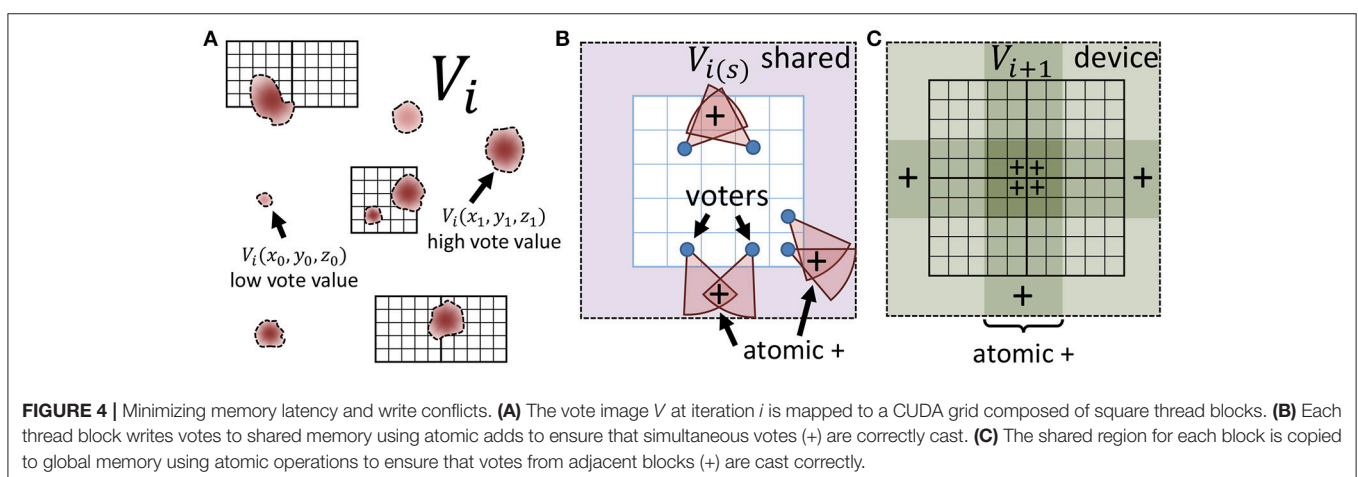 A
V_i
V_i(x_1, y_1, z_1)
high vote value
V_i(x_0, y_0, z_0)
low vote value
B
V_{i(s)} shared
+
voters
+
+
atomic +
C
V_{i+1} device
+ +
+ + + +
+
atomic +
FIGURE 4 | Minimizing memory latency and write conflicts. (A) The vote image V at iteration i is mapped to a CUDA grid composed of square thread blocks. (B) Each
thread block writes votes to shared memory using atomic adds to ensure that simultaneous votes (+) are correctly cast. (C) The shared region for each block is copied
to global memory using atomic operations to ensure that votes from adjacent blocks (+) are cast correctly.